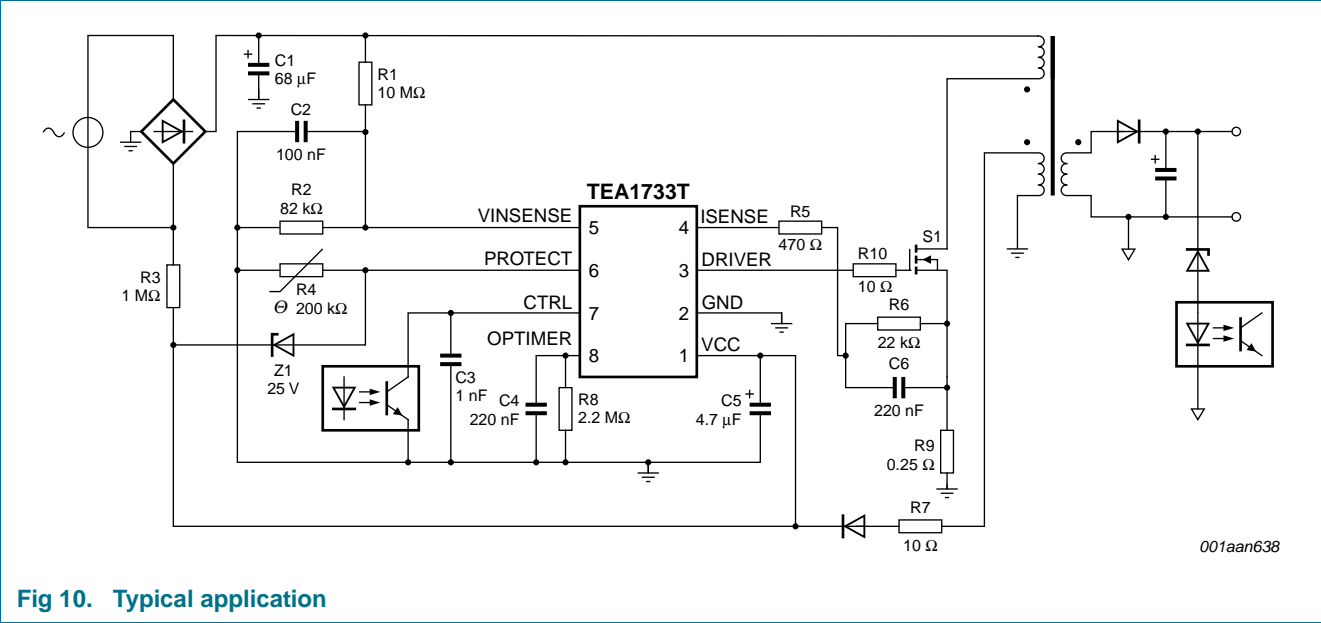 C1
68 μF
R1
10 MΩ
C2
100 nF
R2
82 kΩ
TEA1733T
VINSENSE
5
4
ISENSE
R5
470 Ω
PROTECT
6
3
DRIVER
R10
10 Ω
S1
R3
1 MΩ
R4
Θ 200 kΩ
CTRL
7
2
GND
R6
22 kΩ
OPTIMER
8
1
VCC
Z1
25 V
C3
1 nF
C4
220 nF
R8
2.2 MΩ
C5
4.7 μF
C6
220 nF
R9
0.25 Ω
R7
10 Ω
001aan638
Fig 10. Typical application